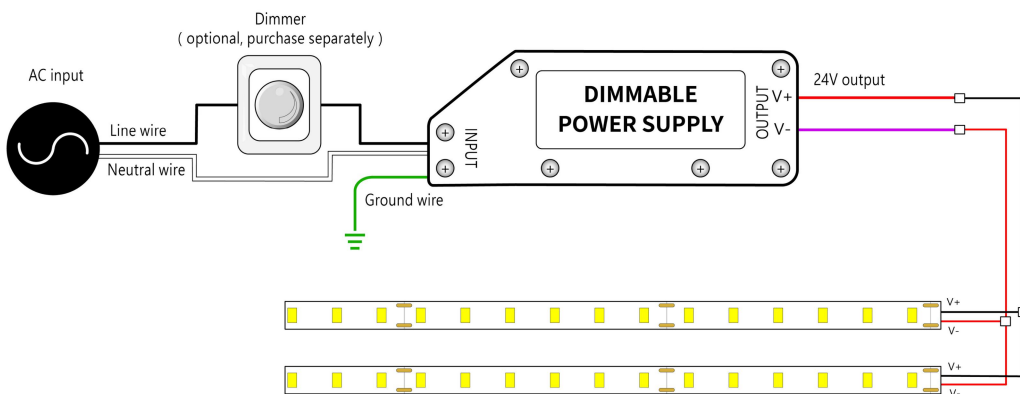 Dimmer
( optional, purchase separately )
AC input
Line wire
Neutral wire
Ground wire
INPUT
DIMMABLE
POWER SUPPLY
OUTPUT
V+
V-
24V output
V+
V-
V+
V-